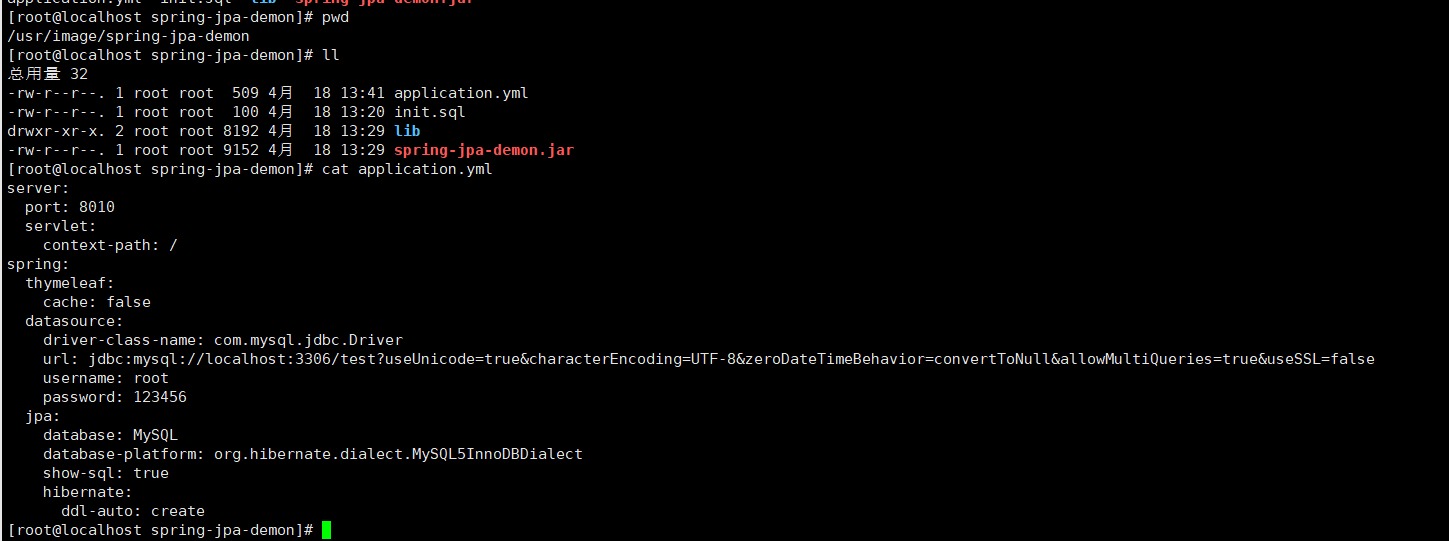 application.yml  init.sql  lib  spring-jpa-demon.jar
[root@localhost spring-jpa-demon]# pwd
/usr/image/spring-jpa-demon
[root@localhost spring-jpa-demon]# ll
总用量 32
-rw-r--r--. 1 root root  509 4月  18 13:41 application.yml
-rw-r--r--. 1 root root  100 4月  18 13:20 init.sql
drwxr-xr-x. 2 root root 8192 4月  18 13:29 lib
-rw-r--r--. 1 root root 9152 4月  18 13:29 spring-jpa-demon.jar
[root@localhost spring-jpa-demon]# cat application.yml
server:
  port: 8010
  servlet:
    context-path: /
spring:
  thymeleaf:
    cache: false
  datasource:
    driver-class-name: com.mysql.jdbc.Driver
    url: jdbc:mysql://localhost:3306/test?useUnicode=true&characterEncoding=UTF-8&zeroDateTimeBehavior=convertToNull&allowMultiQueries=true&useSSL=false
    username: root
    password: 123456
  jpa:
    database: MySQL
    database-platform: org.hibernate.dialect.MySQL5InnoDBDialect
    show-sql: true
    hibernate:
      ddl-auto: create
[root@localhost spring-jpa-demon]#